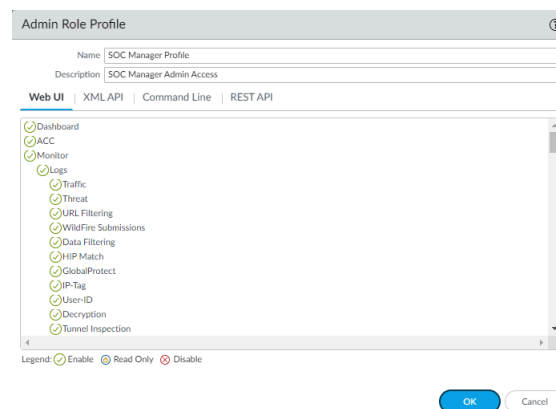 Admin Role Profile
Name SOC Manager Profile
Description SOC Manager Admin Access
Web UI | XML API | Command Line | REST API
Dashboard
ACC
Monitor
Logs
Traffic
Threat
URL Filtering
WildFire Submissions
Data Filtering
HIP Match
GlobalProtect
IP-Tag
User-ID
Decryption
Tunnel Inspection
Legend: Enable Read Only Disable
OK Cancel